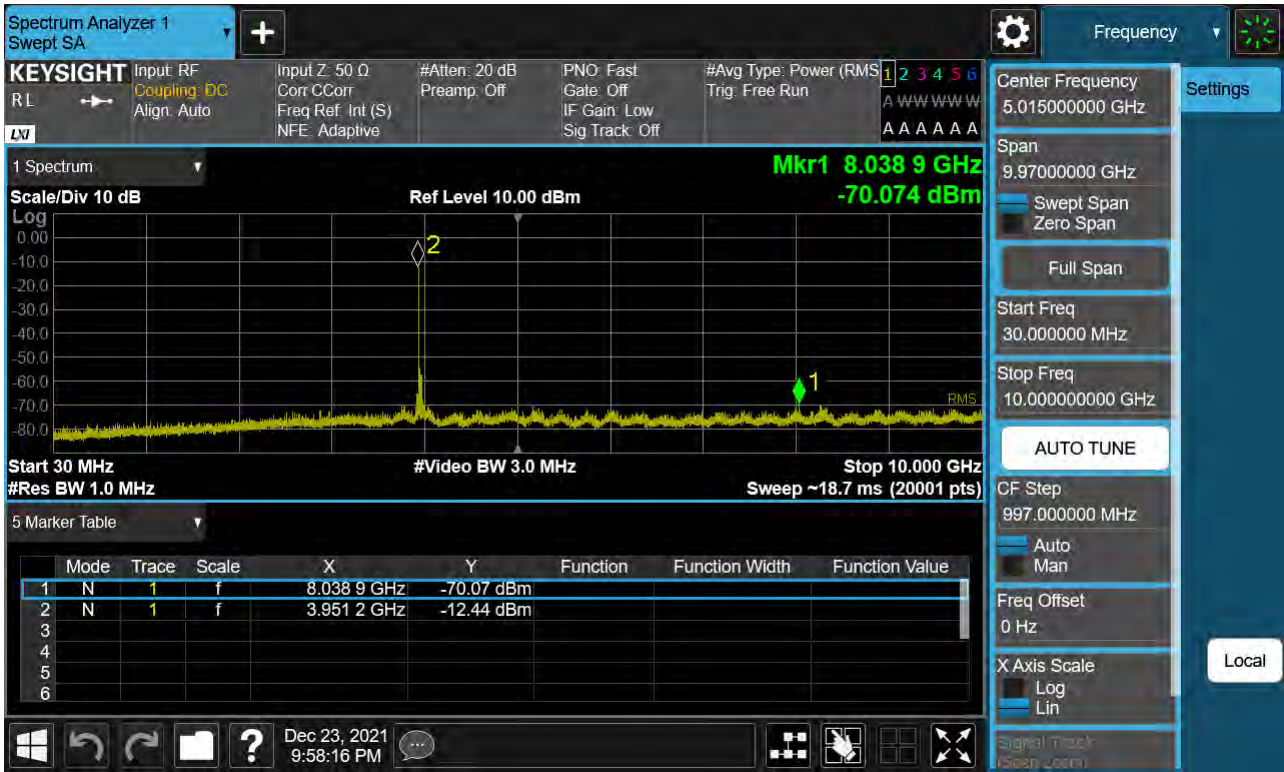 Spectrum Analyzer 1
Swept SA
Frequency
KEYSIGHT
RL
LXI
Input: RF
Coupling: DC
Align: Auto
Input Z: 50 Ω
Corr CCorr
Freq Ref: Int (S)
NFE: Adaptive
#Atten: 20 dB
Preamp: Off
PNO: Fast
Gate: Off
IF Gain: Low
Sig Track: Off
#Avg Type: Power (RMS
Trig: Free Run
1 2 3 4 5 6
A W W W W W
A A A A A A
1 Spectrum
Scale/Div 10 dB
Ref Level 10.00 dBm
Mkr1 8.038 9 GHz
-70.074 dBm
Log
0.00
-10.0
-20.0
-30.0
-40.0
-50.0
-60.0
-70.0
-80.0
2
1
RMS
Start 30 MHz
#Video BW 3.0 MHz
Stop 10.000 GHz
#Res BW 1.0 MHz
Sweep ~18.7 ms (20001 pts)
5 Marker Table
Mode Trace Scale X Y Function Function Width Function Value
1 N 1 f 8.038 9 GHz -70.07 dBm
2 N 1 f 3.951 2 GHz -12.44 dBm
3
4
5
6
Dec 23, 2021
9:58:16 PM
Center Frequency
5.015000000 GHz
Settings
Span
9.97000000 GHz
Swept Span
Zero Span
Full Span
Start Freq
30.000000 MHz
Stop Freq
10.000000000 GHz
AUTO TUNE
CF Step
997.000000 MHz
Auto
Man
Freq Offset
0 Hz
X Axis Scale
Log
Lin
Signal Track
(Span Zoom)
Local